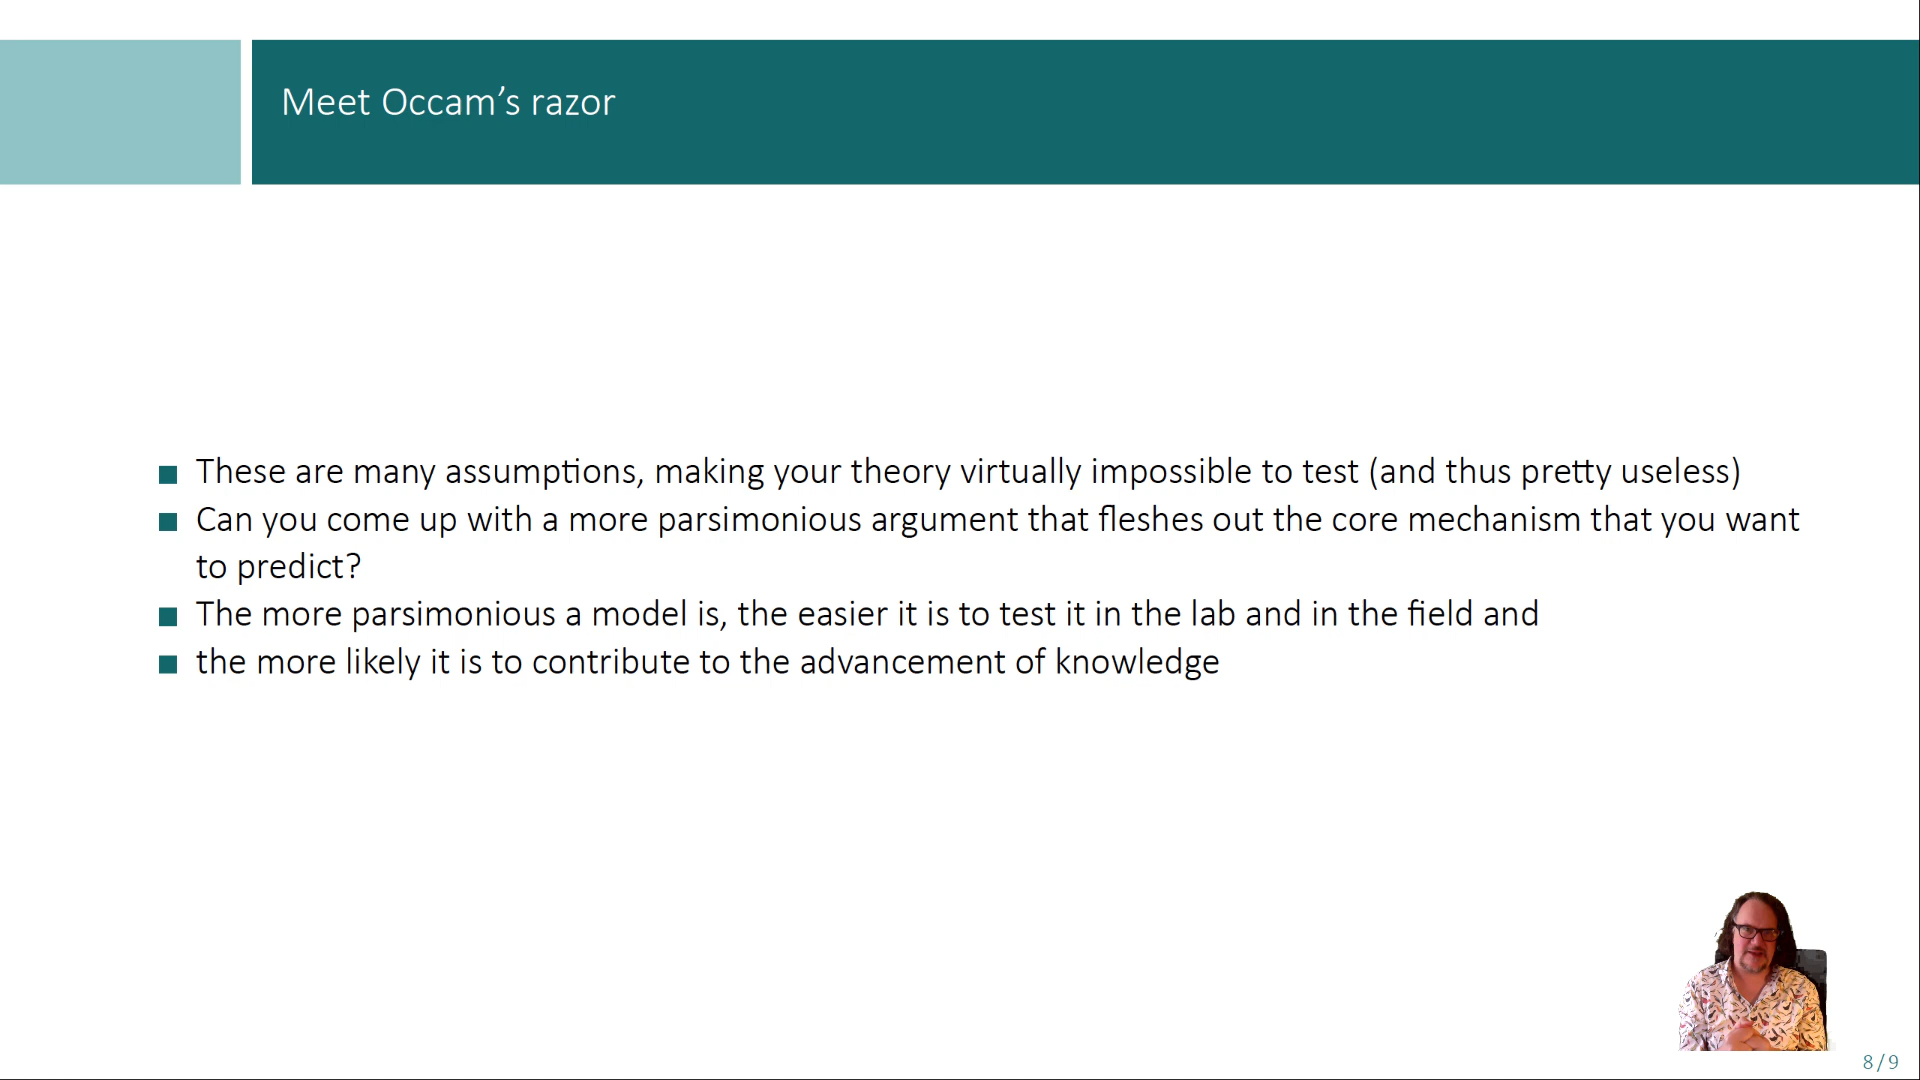 Meet Occam’s razor
These are many assumptions, making your theory virtually impossible to test (and thus pretty useless)
Can you come up with a more parsimonious argument that fleshes out the core mechanism that you want
to predict?
The more parsimonious a model is, the easier it is to test it in the lab and in the field and
the more likely it is to contribute to the advancement of knowledge
8/9